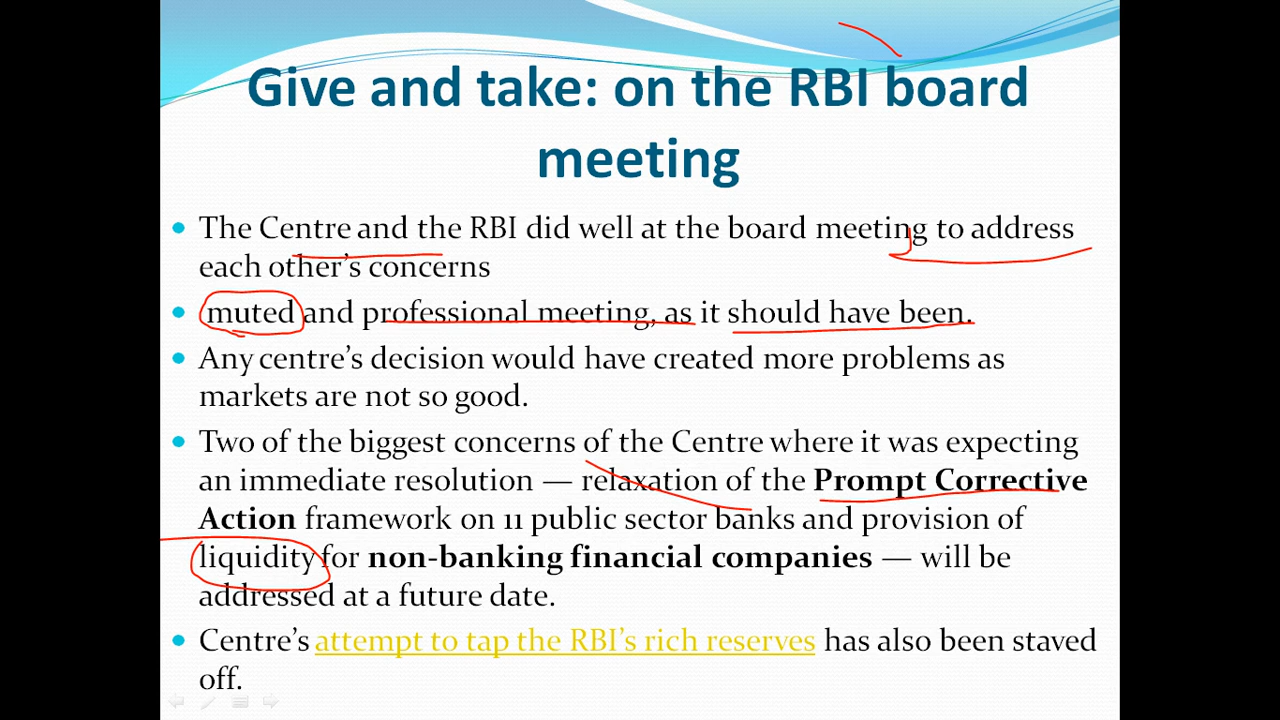 Give and take: on the RBI board
meeting
The Centre and the RBI did well at the board meeting to address
each other’s concerns
muted and professional meeting, as it should have been.
Any centre’s decision would have created more problems as
markets are not so good.
Two of the biggest concerns of the Centre where it was expecting
an immediate resolution — relaxation of the Prompt Corrective
Action framework on 11 public sector banks and provision of
liquidity for non-banking financial companies — will be
addressed at a future date.
Centre’s attempt to tap the RBI’s rich reserves has also been staved
off.